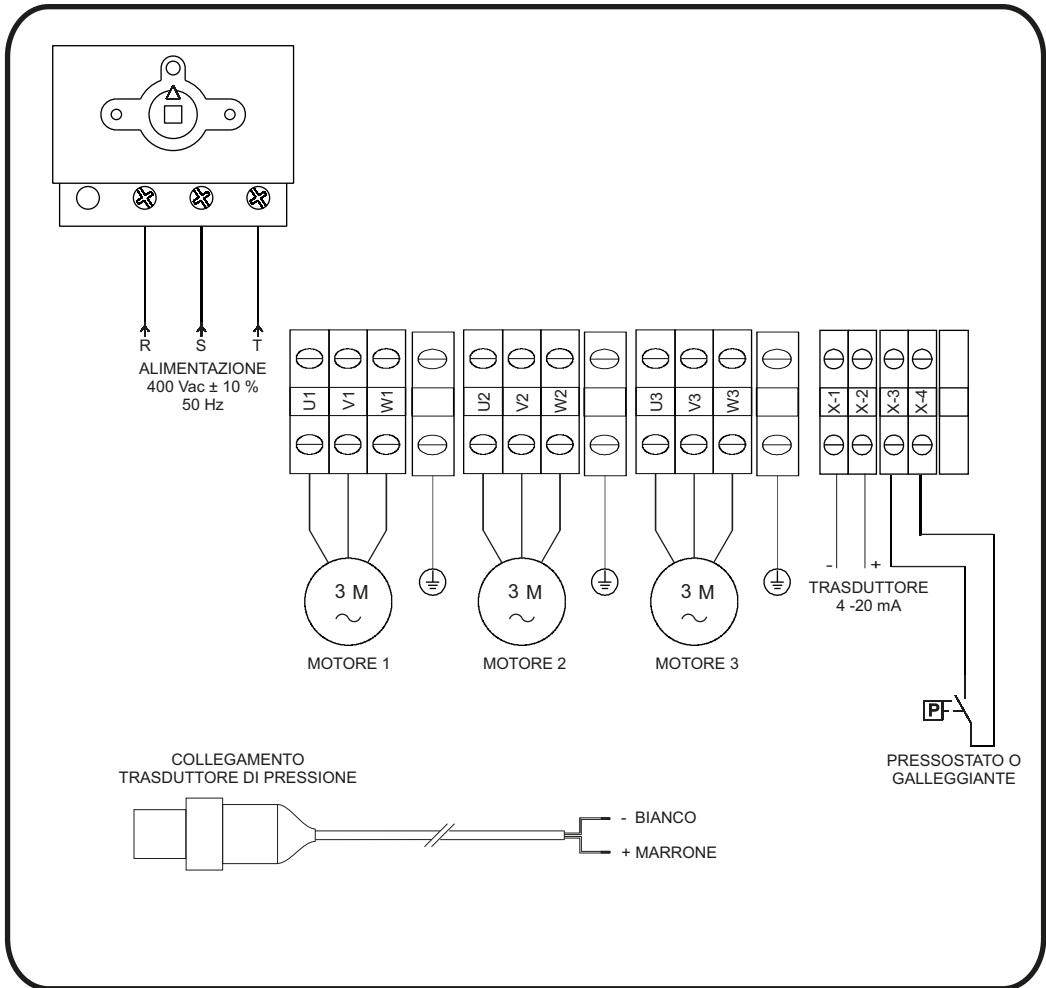 R S T
ALIMENTAZIONE
400 Vac ± 10 %
50 Hz
U1 V1 W1 U2 V2 W2 U3 V3 W3 X-1 X-2 X-3 X-4
- +
TRASDUTTORE
4 -20 mA
3 M 3 M 3 M
MOTORE 1 MOTORE 2 MOTORE 3
P
PRESSOSTATO O
GALLEGGIANTE
COLLEGAMENTO
TRASDUTTORE DI PRESSIONE
- BIANCO
+ MARRONE